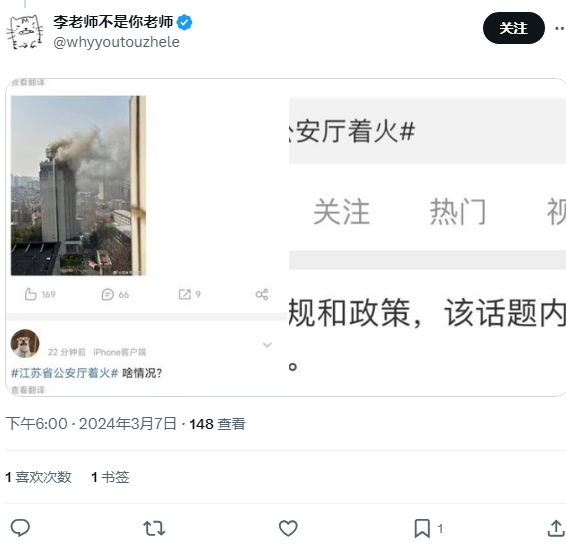 李老师不是你老师
@whyyoutouzhele
关注
查看翻译
169
66
9
22 分钟前 iPhone客户端
#江苏省公安厅着火# 啥情况?
查看翻译
公安厅着火#
关注 热门 视
规和政策，该话题内
。
下午6:00 · 2024年3月7日 · 148 查看
1 喜欢次数 1 书签
1